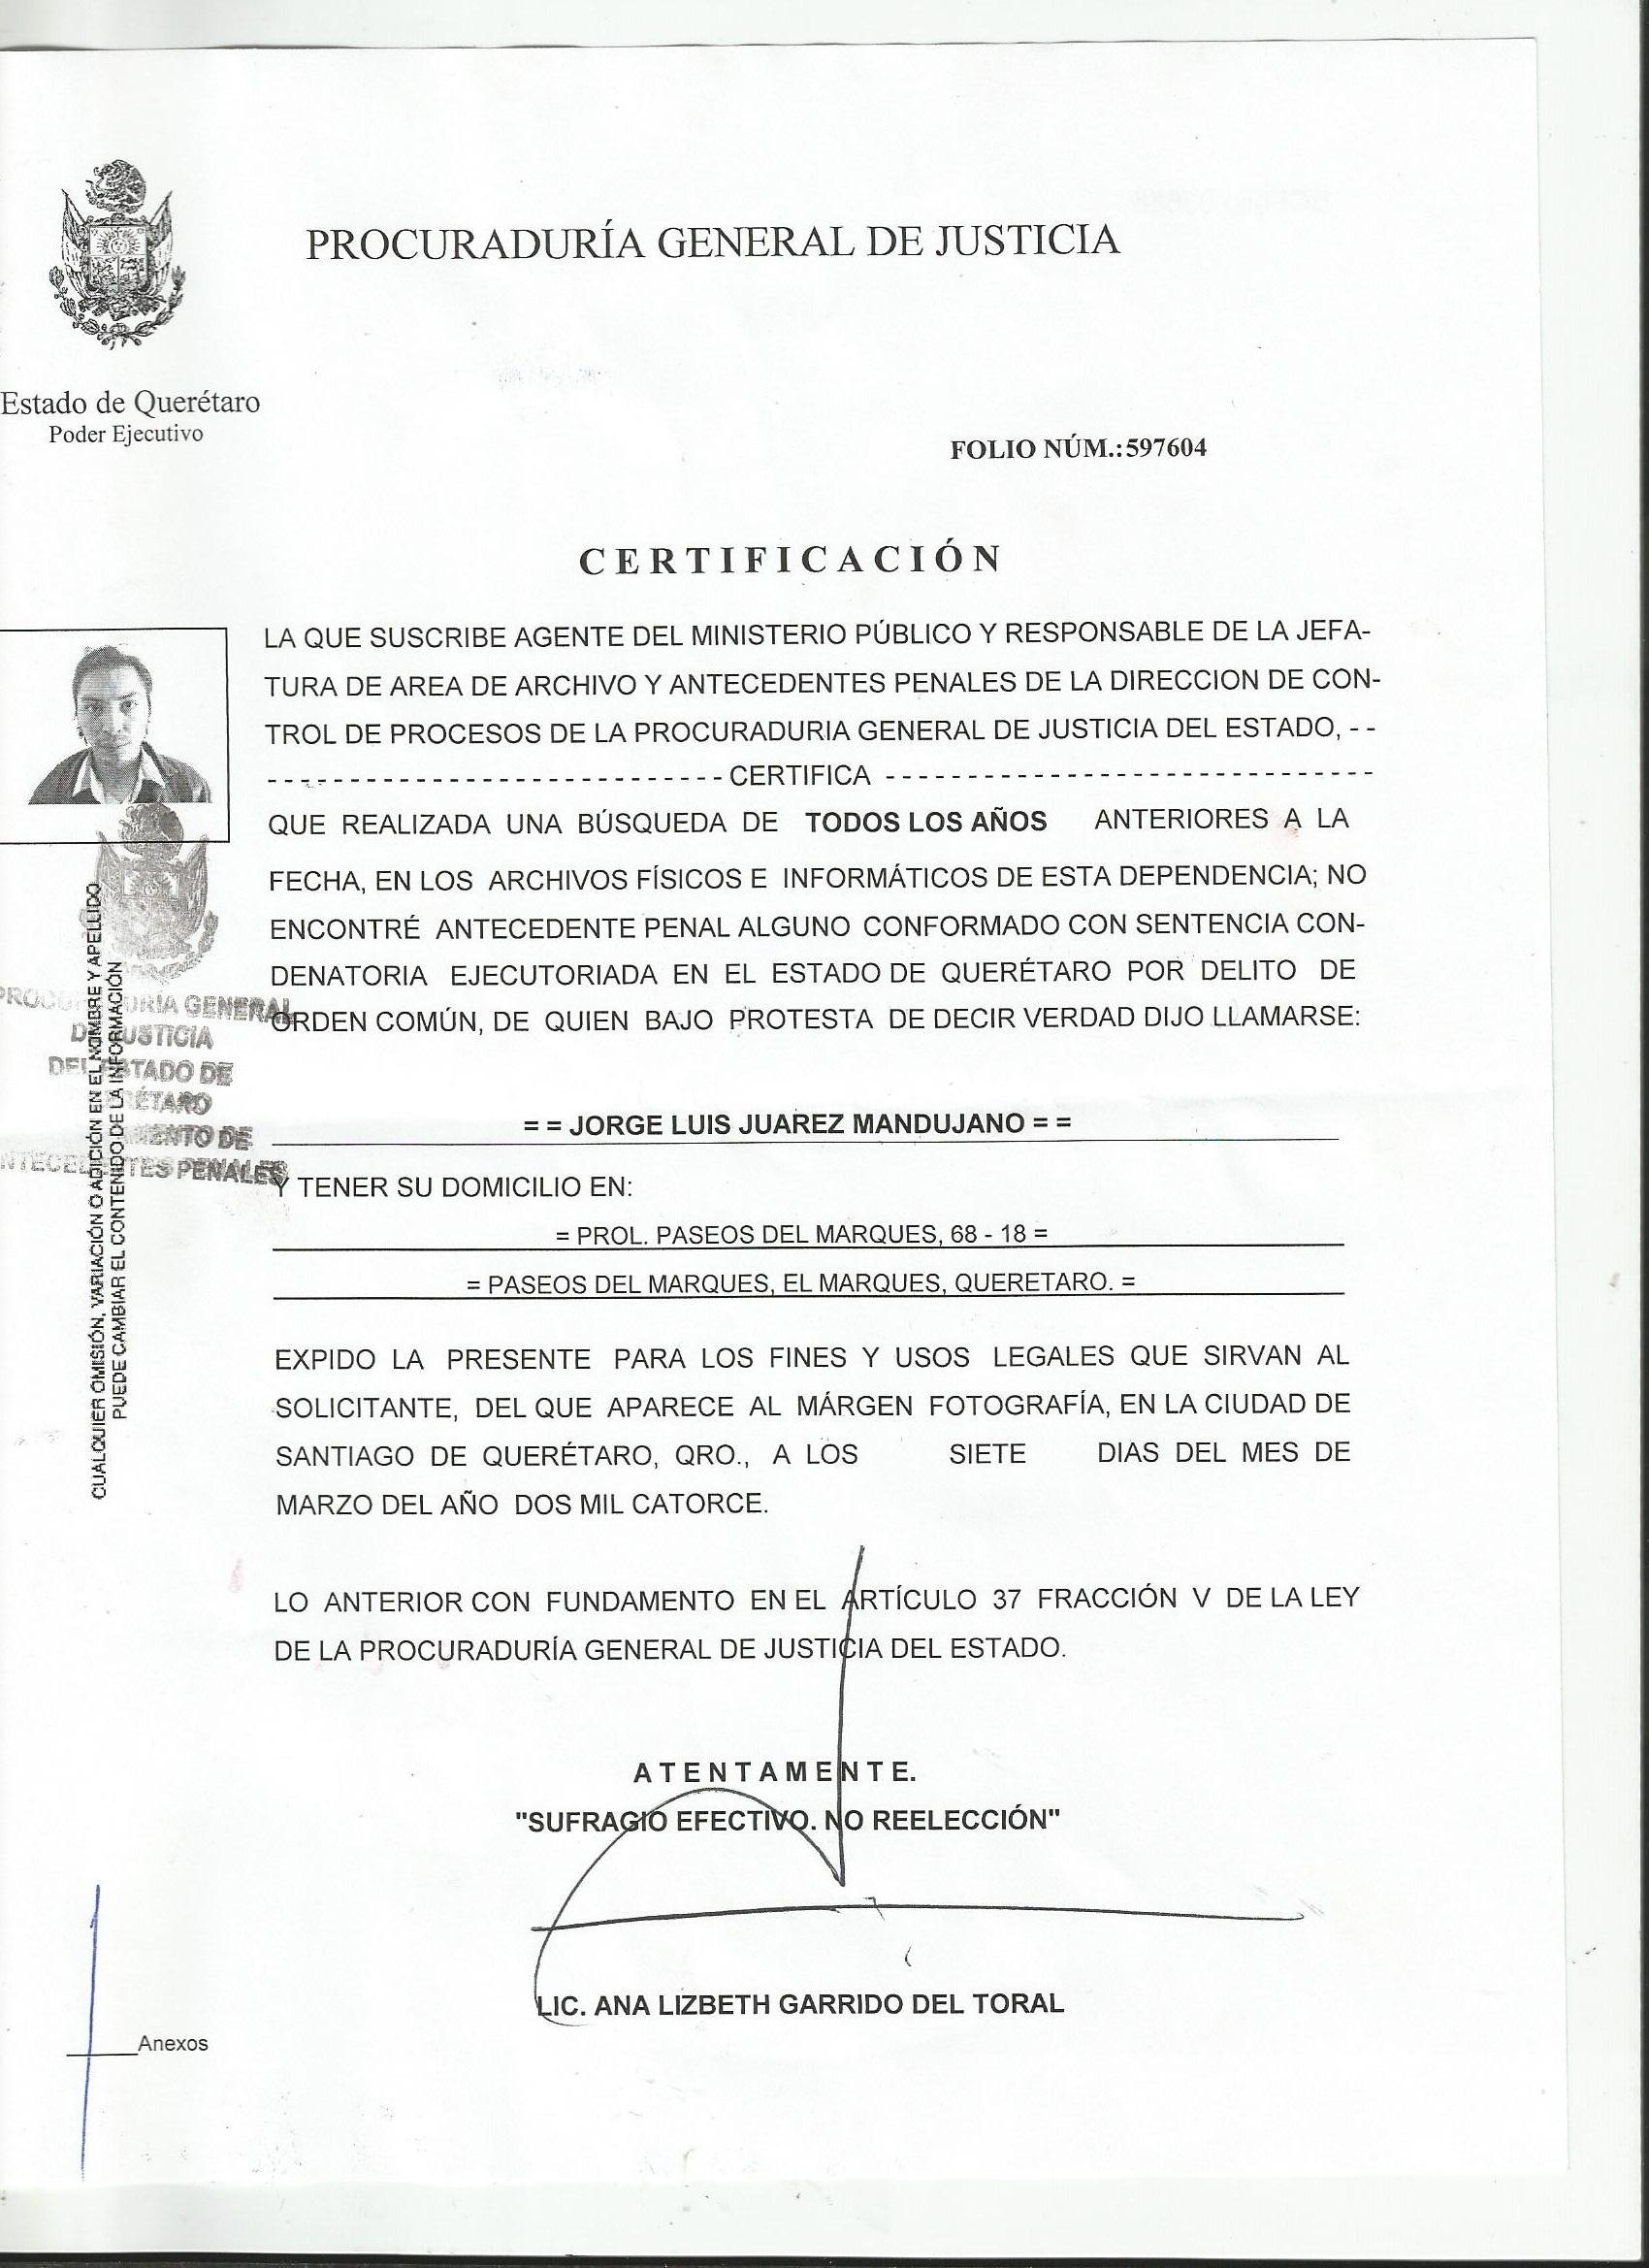 PROCURADURÍA GENERAL DE JUSTICIA
Estado de Querétaro
Poder Ejecutivo
FOLIO NÚM.:597604
CERTIFICACIÓN
LA QUE SUSCRIBE AGENTE DEL MINISTERIO PÚBLICO Y RESPONSABLE DE LA JEFA-
TURA DE AREA DE ARCHIVO Y ANTECEDENTES PENALES DE LA DIRECCION DE CON-
TROL DE PROCESOS DE LA PROCURADURIA GENERAL DE JUSTICIA DEL ESTADO, - -
- - - - - - - - - - - - - - - - - - - - - - - - - - - - CERTIFICA - - - - - - - - - - - - - - - - - - - - - - - - - - - - - -
QUE REALIZADA UNA BÚSQUEDA DE TODOS LOS AÑOS ANTERIORES A LA
FECHA, EN LOS ARCHIVOS FÍSICOS E INFORMÁTICOS DE ESTA DEPENDENCIA; NO
ENCONTRÉ ANTECEDENTE PENAL ALGUNO CONFORMADO CON SENTENCIA CON-
DENATORIA EJECUTORIADA EN EL ESTADO DE QUERÉTARO POR DELITO DE
ORDEN COMÚN, DE QUIEN BAJO PROTESTA DE DECIR VERDAD DIJO LLAMARSE:
= = JORGE LUIS JUAREZ MANDUJANO = =
Y TENER SU DOMICILIO EN:
= PROL. PASEOS DEL MARQUES, 68 - 18 =
= PASEOS DEL MARQUES, EL MARQUES, QUERETARO. =
EXPIDO LA PRESENTE PARA LOS FINES Y USOS LEGALES QUE SIRVAN AL
SOLICITANTE, DEL QUE APARECE AL MÁRGEN FOTOGRAFÍA, EN LA CIUDAD DE
SANTIAGO DE QUERÉTARO, QRO., A LOS SIETE DIAS DEL MES DE
MARZO DEL AÑO DOS MIL CATORCE.
LO ANTERIOR CON FUNDAMENTO EN EL ARTÍCULO 37 FRACCIÓN V DE LA LEY
DE LA PROCURADURÍA GENERAL DE JUSTICIA DEL ESTADO.
ATENTAMENTE.
"SUFRAGIO EFECTIVO. NO REELECCIÓN"
LIC. ANA LIZBETH GARRIDO DEL TORAL
Anexos
CUALQUIER OMISIÓN, VARIACIÓN O ADICIÓN EN EL NOMBRE Y APELLIDO
PUEDE CAMBIAR EL CONTENIDO DE LA INFORMACIÓN
GENERAL
DE JUSTICIA
DEL ESTADO DE
PENALES